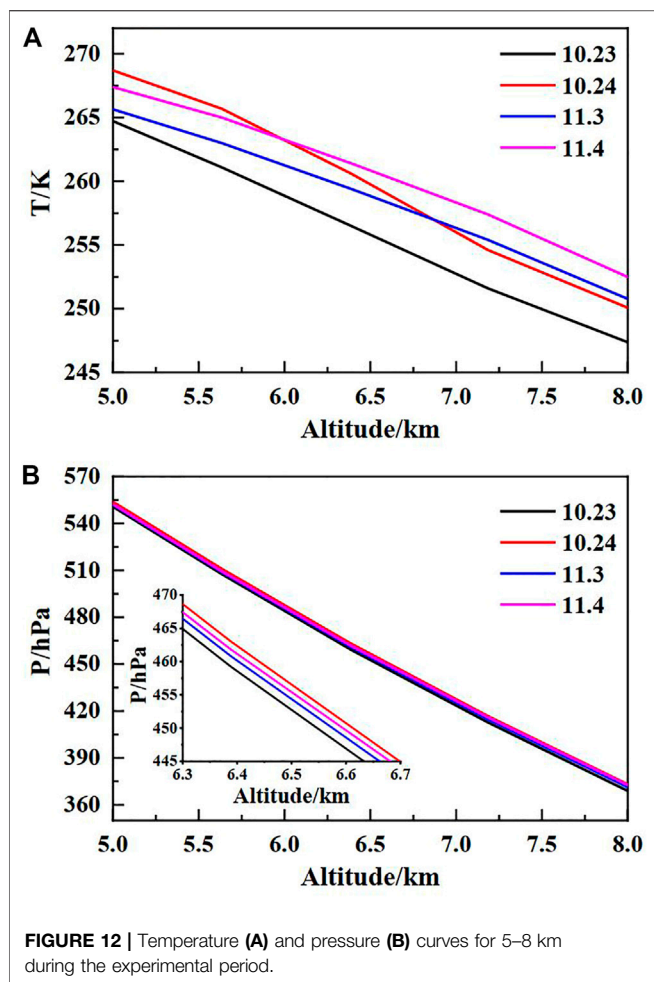 A
270
265
260
255
250
245
T/K
10.23
10.24
11.3
11.4
5.0 5.5 6.0 6.5 7.0 7.5 8.0
Altitude/km
B
570
540
510
480
450
420
390
360
P/hPa
10.23
10.24
11.3
11.4
470
465
460
455
450
445
P/hPa
6.3 6.4 6.5 6.6 6.7
Altitude/km
5.0 5.5 6.0 6.5 7.0 7.5 8.0
Altitude/km
FIGURE 12 | Temperature (A) and pressure (B) curves for 5–8 km
during the experimental period.